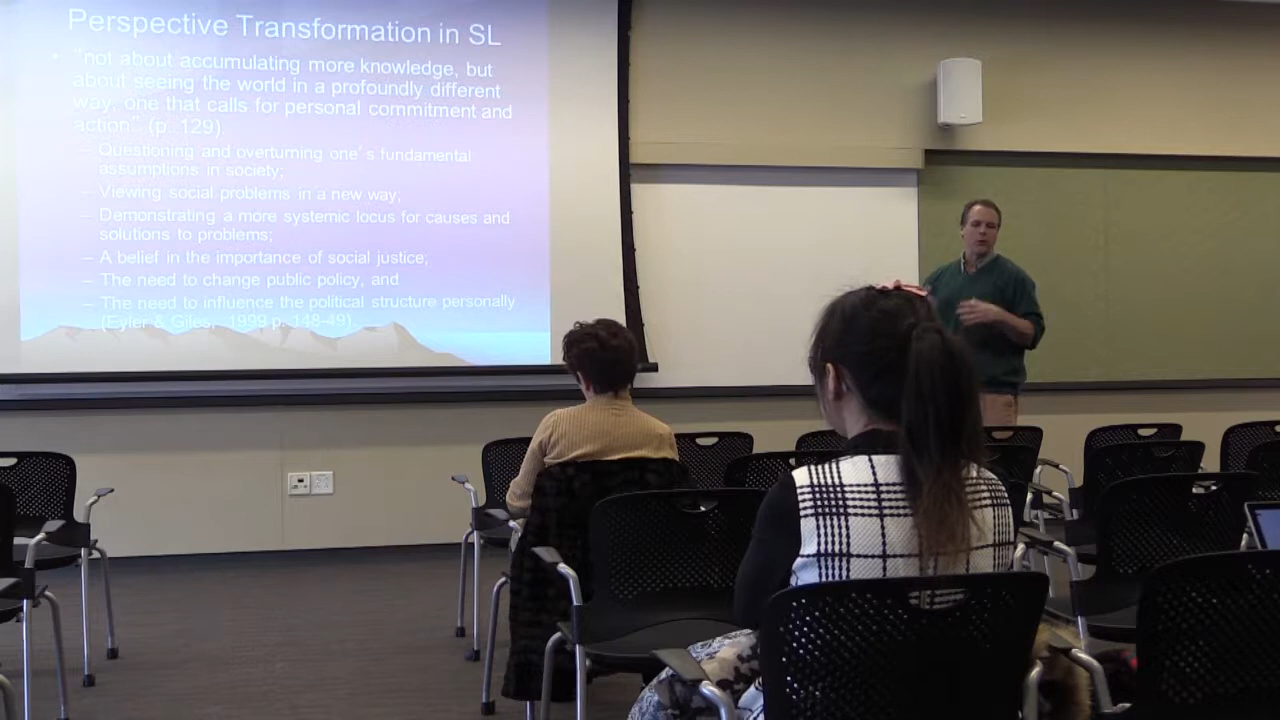 Perspective Transformation in SL
• "not about accumulating more knowledge, but
about seeing the world in a profoundly different
way, one that calls for personal commitment and
action" (p. 129).
– Questioning and overturning one's fundamental
assumptions in society;
– Viewing social problems in a new way;
– Demonstrating a more systemic locus for causes and
solutions to problems;
– A belief in the importance of social justice;
– The need to change public policy, and
– The need to influence the political structure personally
(Eyler & Giles, 1999 p. 148-49)